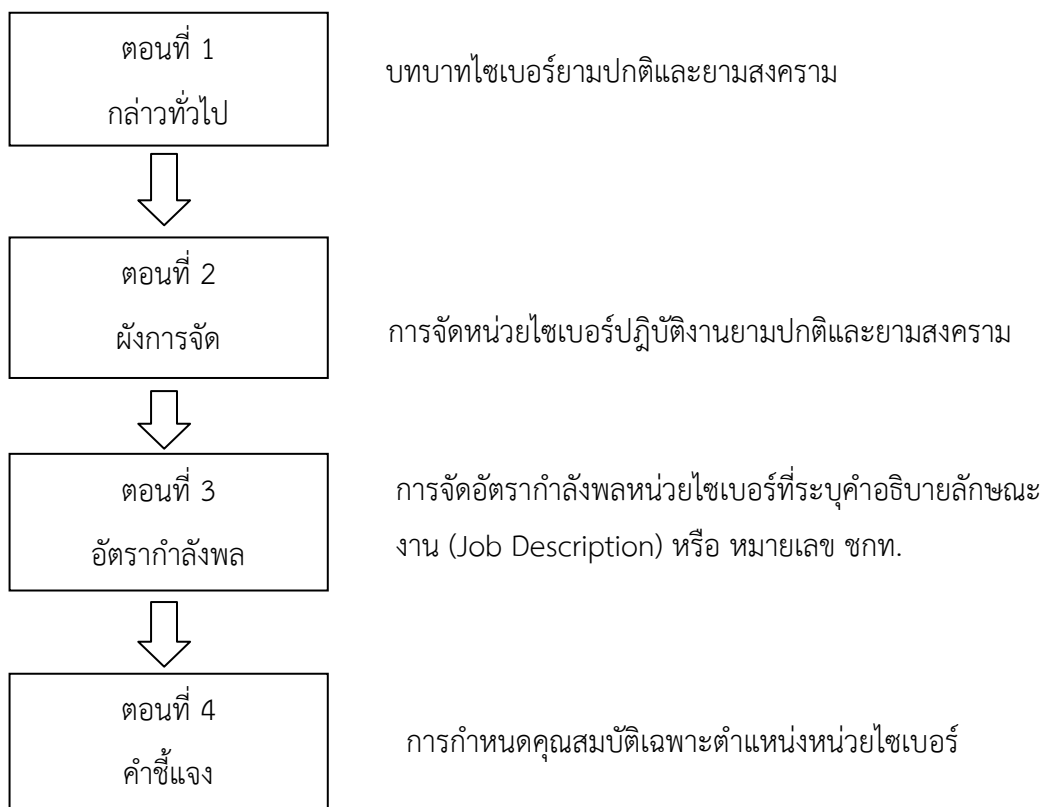 ตอนที่ 1
กล่าวทั่วไป
บทบาทไซเบอร์ยามปกติและยามสงคราม
ตอนที่ 2
ผังการจัด
การจัดหน่วยไซเบอร์ปฎิบัติงานยามปกติและยามสงคราม
ตอนที่ 3
อัตรากำลังพล
การจัดอัตรากำลังพลหน่วยไซเบอร์ที่ระบุคำอธิบายลักษณะ
งาน (Job Description) หรือ หมายเลข ชกท.
ตอนที่ 4
คำชี้แจง
การกำหนดคุณสมบัติเฉพาะตำแหน่งหน่วยไซเบอร์